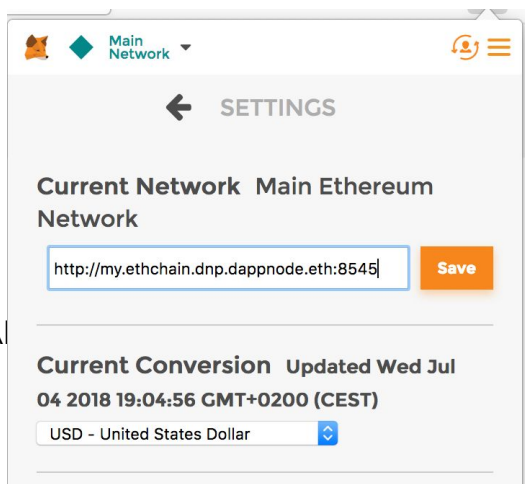 Main
Network
SETTINGS
Current Network Main Ethereum
Network
http://my.ethchain.dnp.dappnode.eth:8545
Save
Current Conversion Updated Wed Jul
04 2018 19:04:56 GMT+0200 (CEST)
USD - United States Dollar